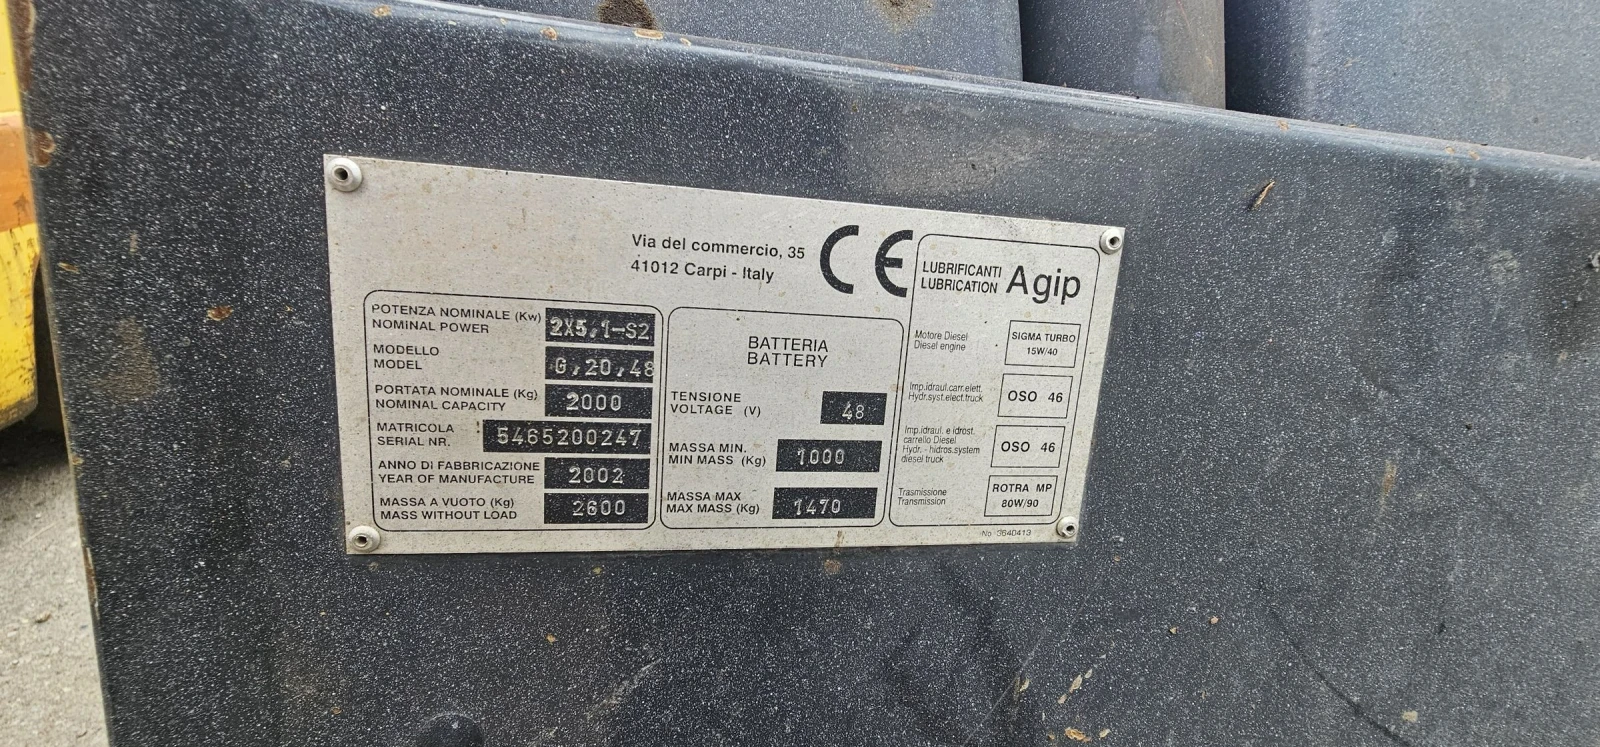 Via del commercio, 35
41012 Carpi - Italy
CE
POTENZA NOMINALE (Kw)
NOMINAL POWER
2X5,1-S2
MODELLO
MODEL
G,20,48
PORTATA NOMINALE (Kg)
NOMINAL CAPACITY
2000
MATRICOLA
SERIAL NR.
5465200247
ANNO DI FABBRICAZIONE
YEAR OF MANUFACTURE
2002
MASSA A VUOTO (Kg)
MASS WITHOUT LOAD
2600
BATTERIA
BATTERY
TENSIONE
VOLTAGE (V)
48
MASSA MIN.
MIN MASS (Kg)
1000
MASSA MAX
MAX MASS (Kg)
1470
LUBRIFICANTI
LUBRICATION
Agip
Motore Diesel
Diesel engine
SIGMA TURBO
15W/40
Imp.idraul.carr.elett.
Hydr.syst.elect.truck
OSO 46
Imp.idraul. e idrost.
carrello Diesel
Hydr. - hidros.system
diesel truck
OSO 46
Trasmissione
Transmission
ROTRA MP
80W/90
No 3640413